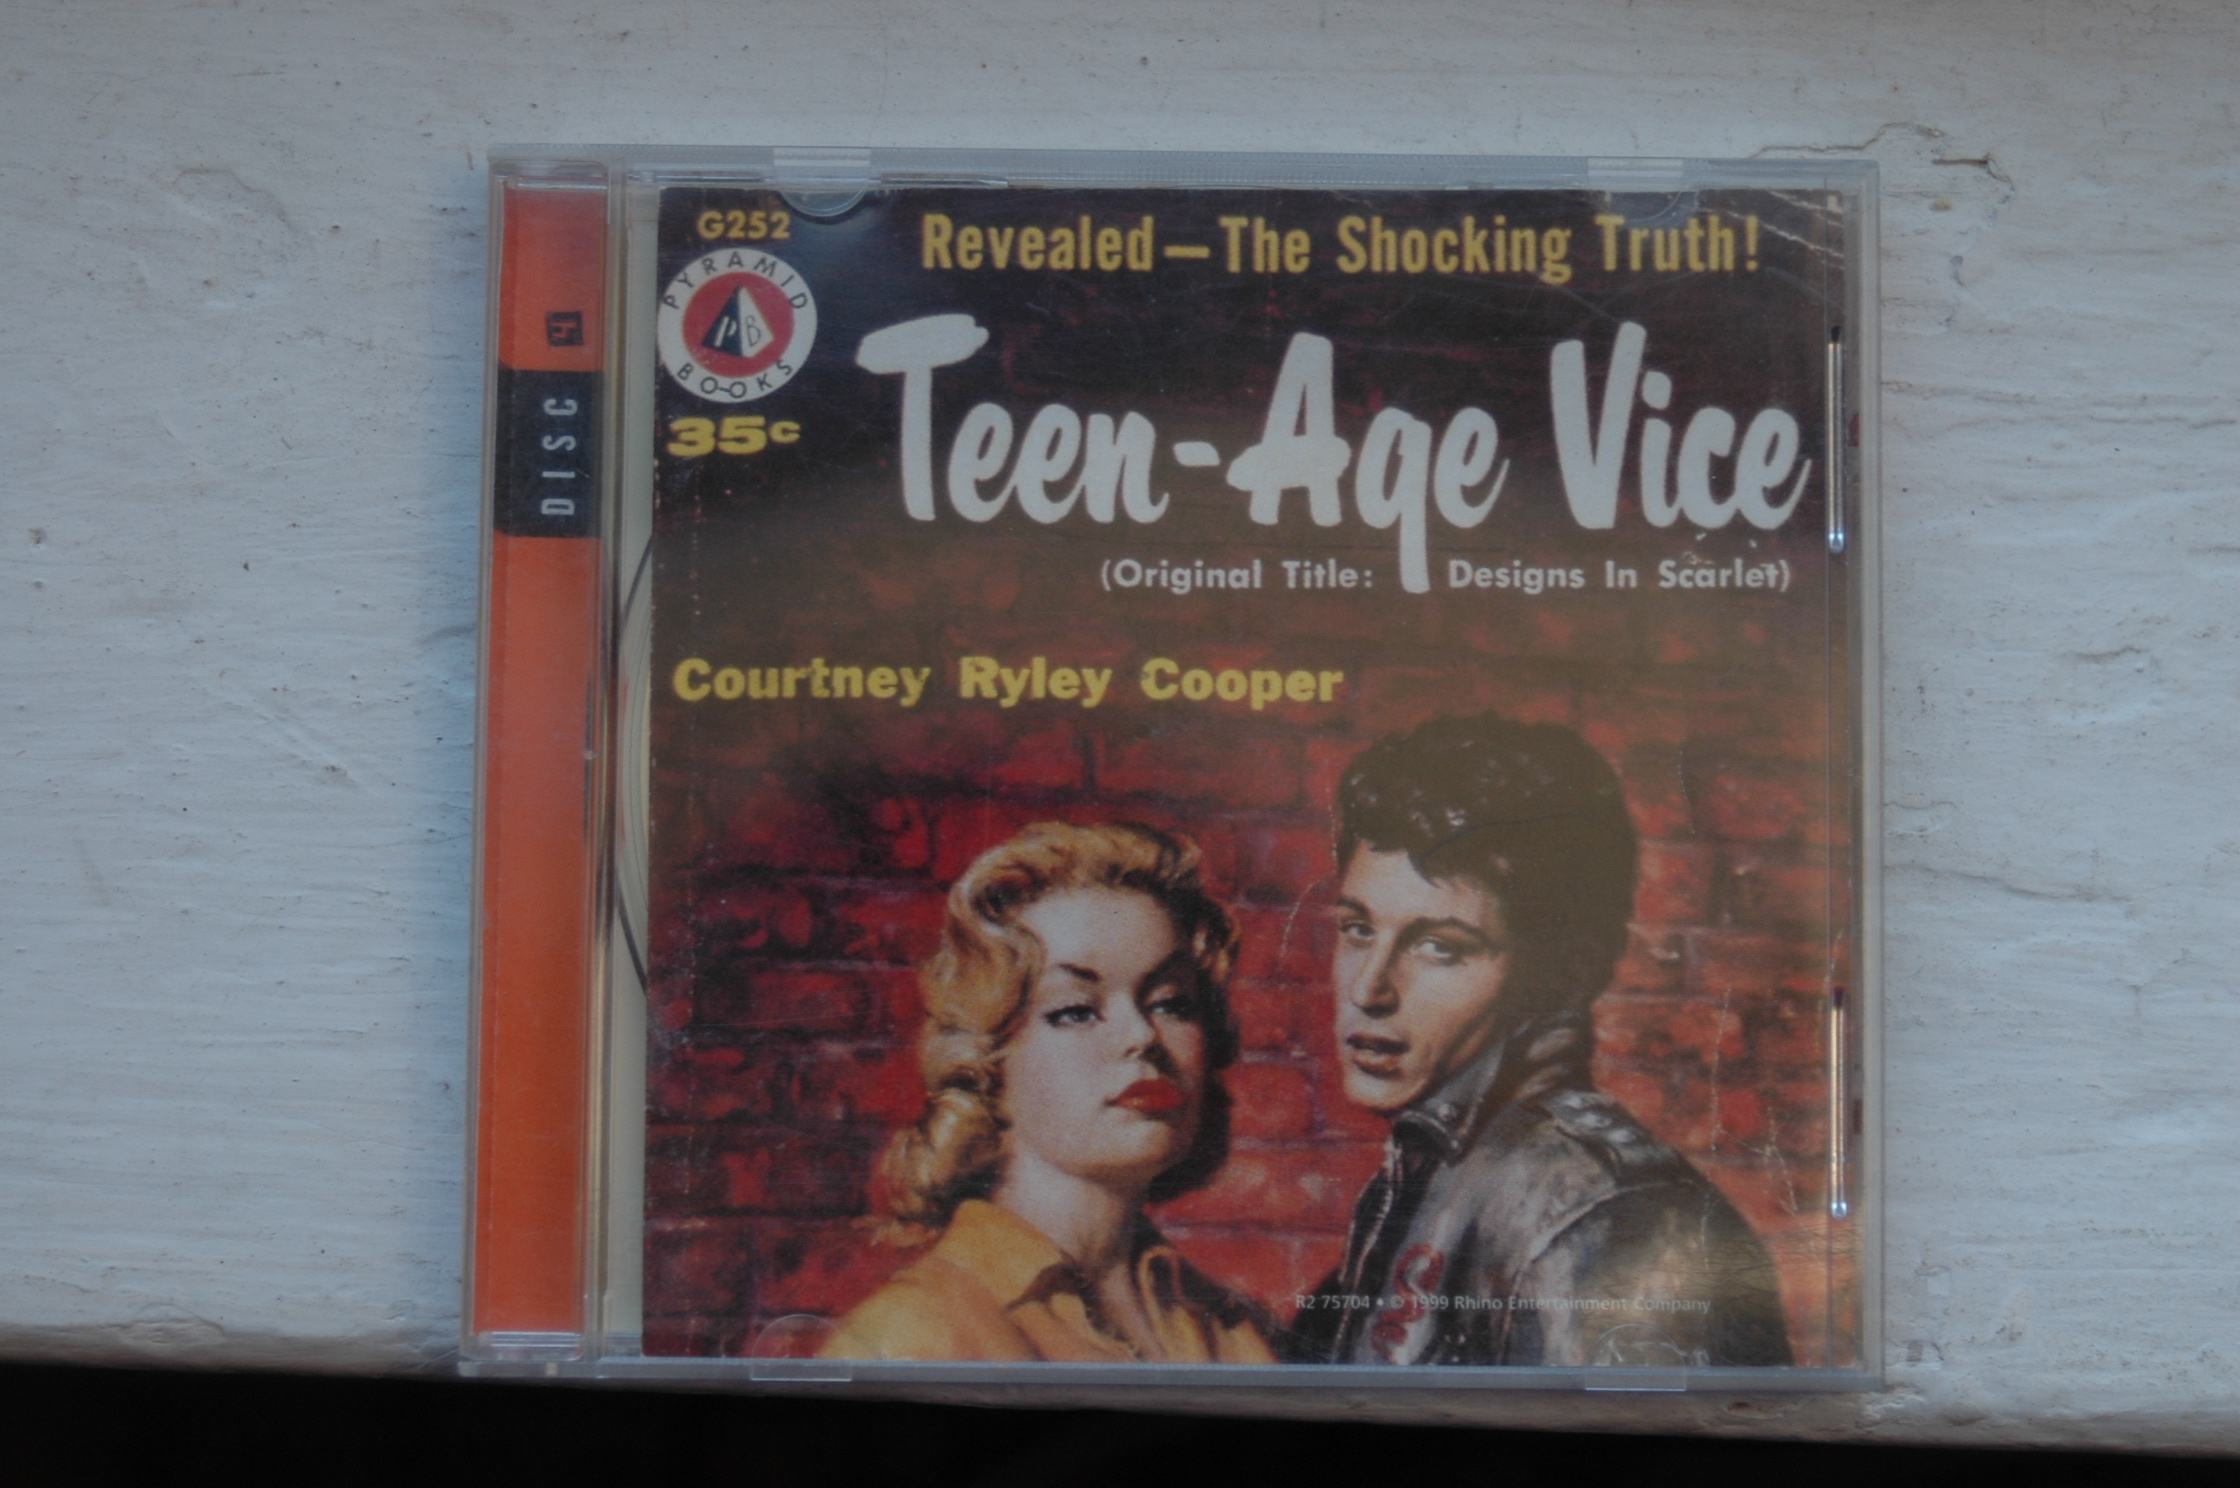 DISC 4
G252
PYRAMID BOOKS
PB
35c
Revealed—The Shocking Truth!
Teen-Age Vice
(Original Title: Designs In Scarlet)
Courtney Ryley Cooper
R2 75704 • © 1999 Rhino Entertainment Company